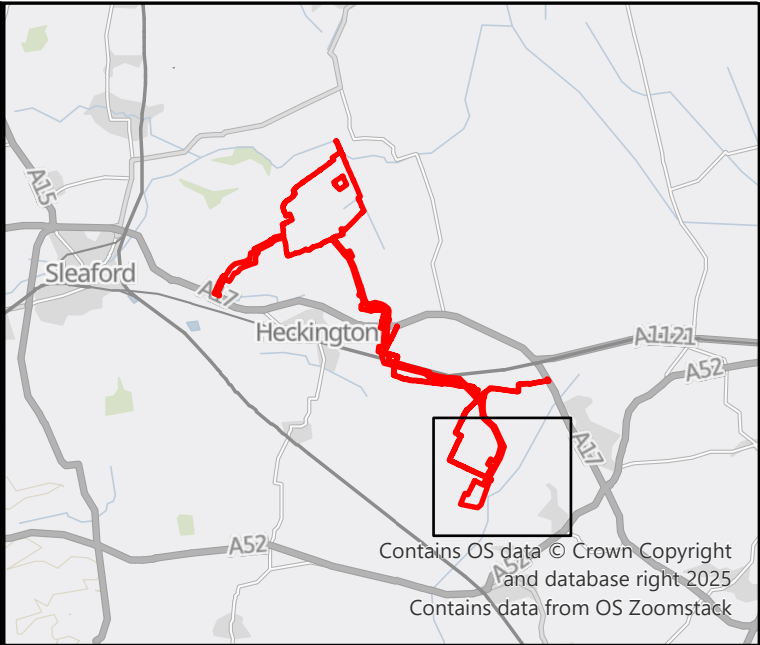 A15
Sleaford
A17
Heckington
A1121
A52
A17
A52
A52
Contains OS data © Crown Copyright
and database right 2025
Contains data from OS Zoomstack